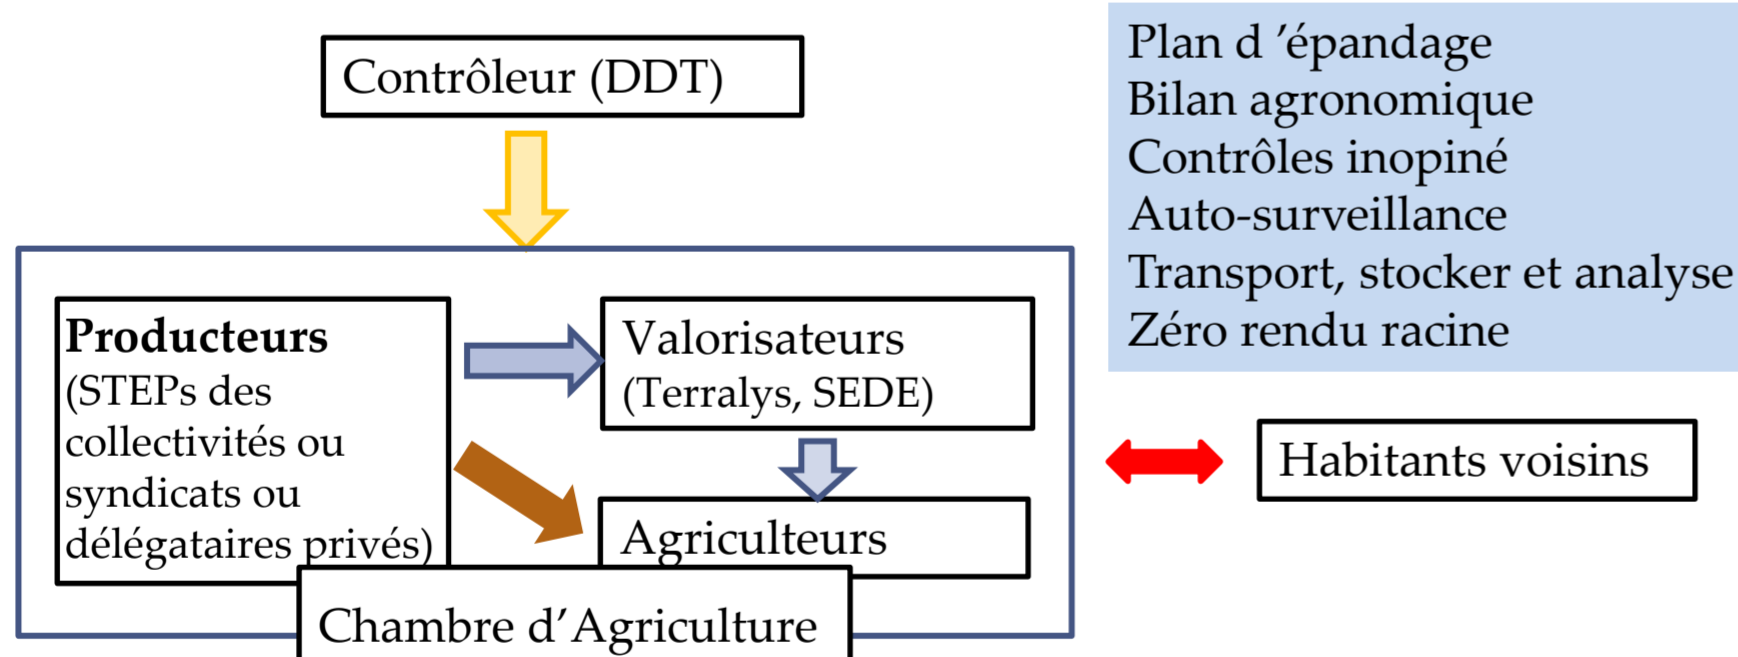 Contrôleur (DDT)
Plan d ’épandage
Bilan agronomique
Contrôles inopiné
Auto-surveillance
Transport, stocker et analyse
Zéro rendu racine
Producteurs
(STEPs des
collectivités ou
syndicats ou
délégataires privés)
Valorisateurs
(Terralys, SEDE)
Agriculteurs
Chambre d’Agriculture
Habitants voisins